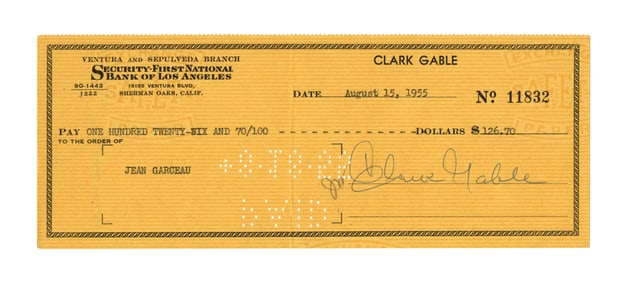 VENTURA AND SEPULVEDA BRANCH
SECURITY-FIRST NATIONAL
BANK OF LOS ANGELES
90-1443
1222
15122 VENTURA BLVD.
SHERMAN OAKS, CALIF.
CLARK GABLE
DATE August 15, 1955
No 11832
PAY ONE HUNDRED TWENTY-SIX AND 70/100 - - - - - - - - - - - - - - - - DOLLARS $ 126.70
TO THE ORDER OF
JEAN GARCEAU
Clark Gable
PAID